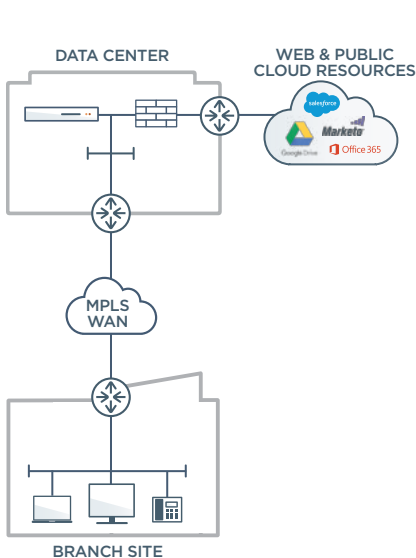 DATA CENTER
WEB & PUBLIC
CLOUD RESOURCES
salesforce
Marketo
Google Drive
Office 365
MPLS
WAN
BRANCH SITE